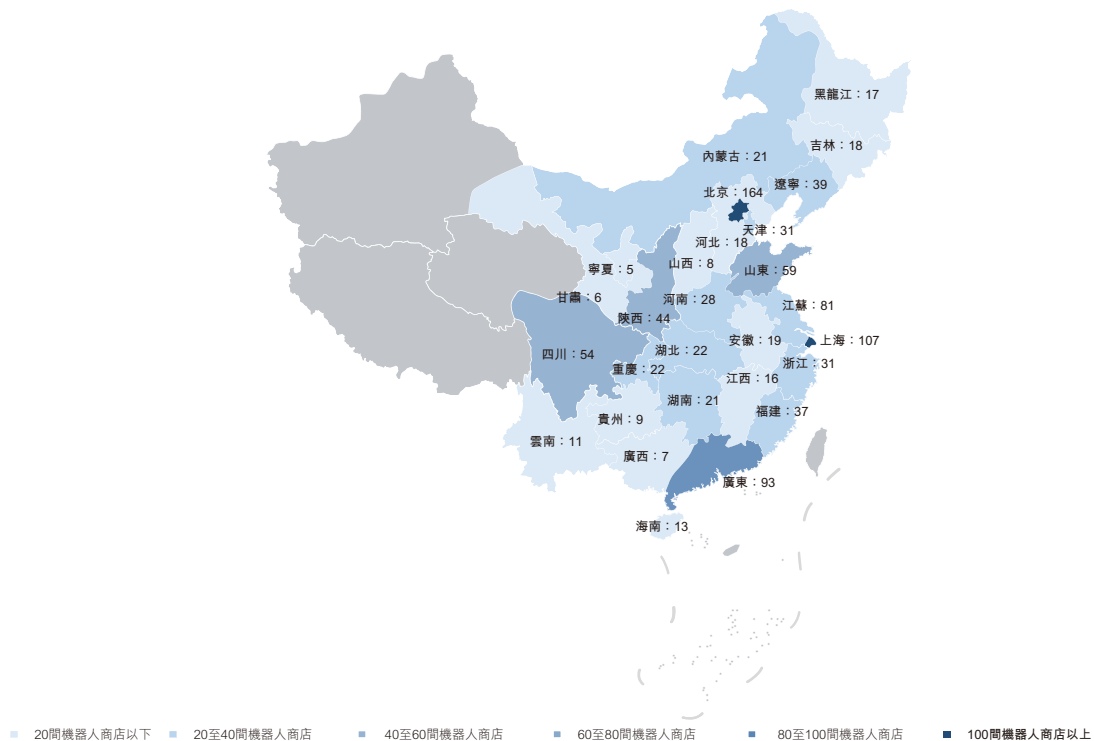 黑龍江：17
吉林：18
內蒙古：21
遼寧：39
北京：164
天津：31
河北：18
山西：8
山東：59
寧夏：5
甘肅：6
河南：28
江蘇：81
陝西：44
安徽：19
上海：107
四川：54
湖北：22
浙江：31
重慶：22
江西：16
湖南：21
福建：37
貴州：9
雲南：11
廣西：7
廣東：93
海南：13
20間機器人商店以下
20至40間機器人商店
40至60間機器人商店
60至80間機器人商店
80至100間機器人商店
100間機器人商店以上